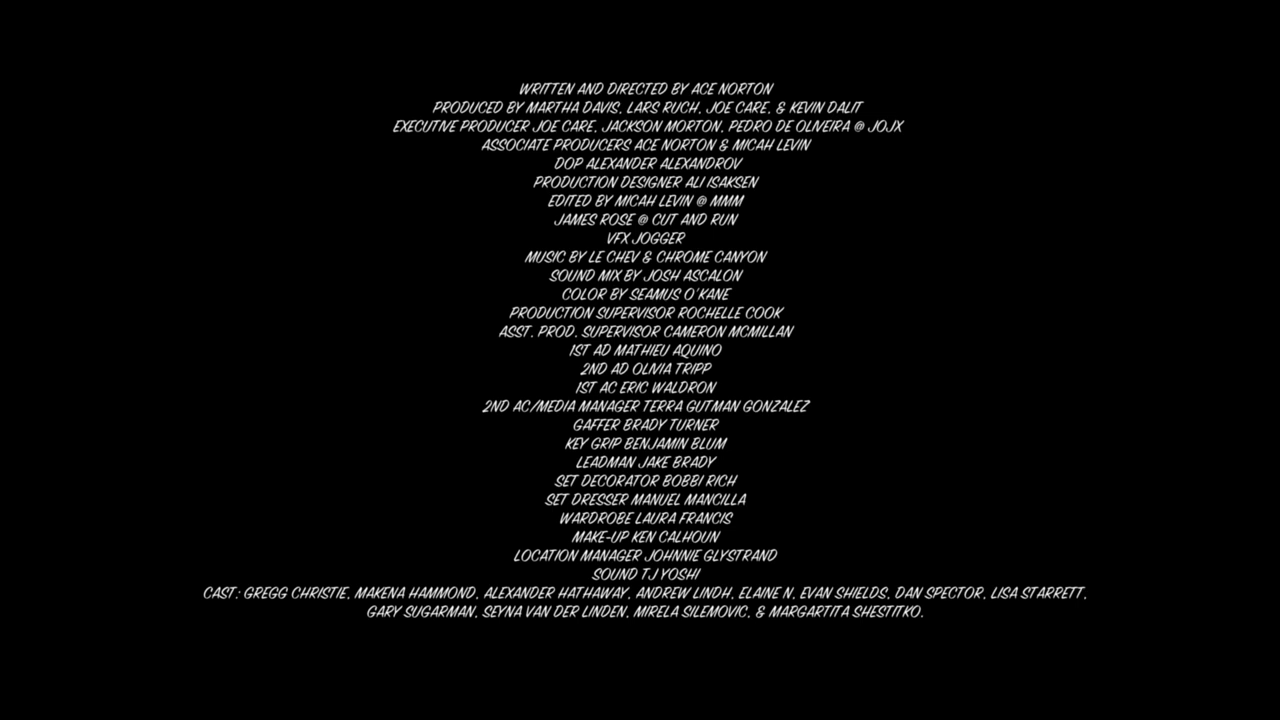 WRITTEN AND DIRECTED BY ACE NORTON
PRODUCED BY MARTHA DAVIS, LARS RUCH, JOE CARE, & KEVIN DALIT
EXECUTIVE PRODUCER JOE CARE, JACKSON MORTON, PEDRO DE OLIVEIRA @ JOJX
ASSOCIATE PRODUCERS ACE NORTON & MICAH LEVIN
DOP ALEXANDER ALEXANDROV
PRODUCTION DESIGNER ALI ISAKSEN
EDITED BY MICAH LEVIN @ MMM
JAMES ROSE @ CUT AND RUN
VFX JOGGER
MUSIC BY LE CHEV & CHROME CANYON
SOUND MIX BY JOSH ASCALON
COLOR BY SEAMUS O'KANE
PRODUCTION SUPERVISOR ROCHELLE COOK
ASST. PROD. SUPERVISOR CAMERON MCMILLAN
1ST AD MATHIEU AQUINO
2ND AD OLIVIA TRIPP
1ST AC ERIC WALDRON
2ND AC/MEDIA MANAGER TERRA GUTMAN GONZALEZ
GAFFER BRADY TURNER
KEY GRIP BENJAMIN BLUM
LEADMAN JAKE BRADY
SET DECORATOR BOBBI RICH
SET DRESSER MANUEL MANCILLA
WARDROBE LAURA FRANCIS
MAKE-UP KEN CALHOUN
LOCATION MANAGER JOHNNIE GLYSTRAND
SOUND TJ YOSHI
CAST: GREGG CHRISTIE, MAKENA HAMMOND, ALEXANDER HATHAWAY, ANDREW LINDH, ELAINE N, EVAN SHIELDS, DAN SPECTOR, LISA STARRETT,
GARY SUGARMAN, SEYNA VAN DER LINDEN, MIRELA SILEMOVIC, & MARGARTITA SHESTITKO.